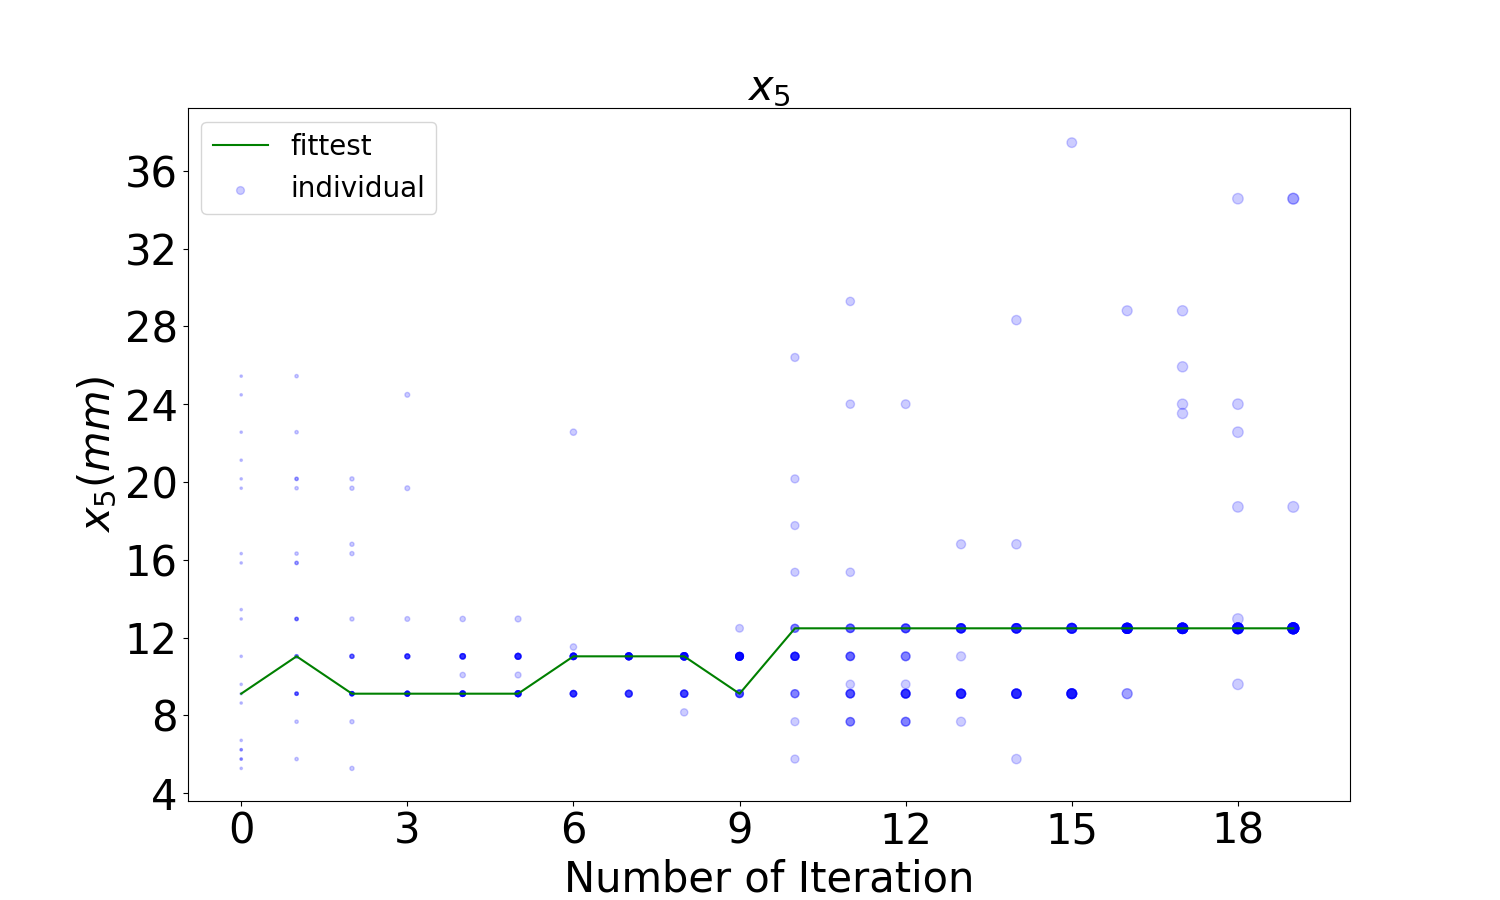 x₅
fittest
individual
36
32
28
24
20
16
12
8
4
x₅(mm)
0 3 6 9 12 15 18
Number of Iteration